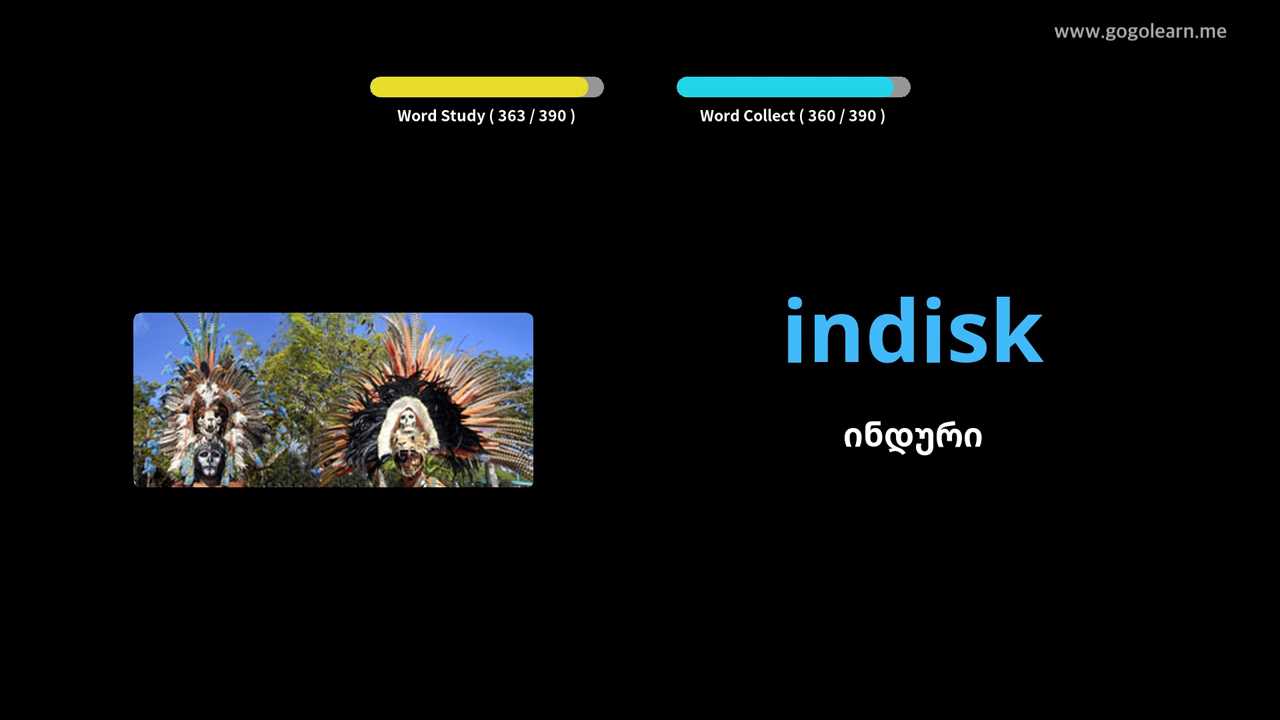 www.gogolearn.me
Word Study ( 363 / 390 )
Word Collect ( 360 / 390 )
indisk
ინდური